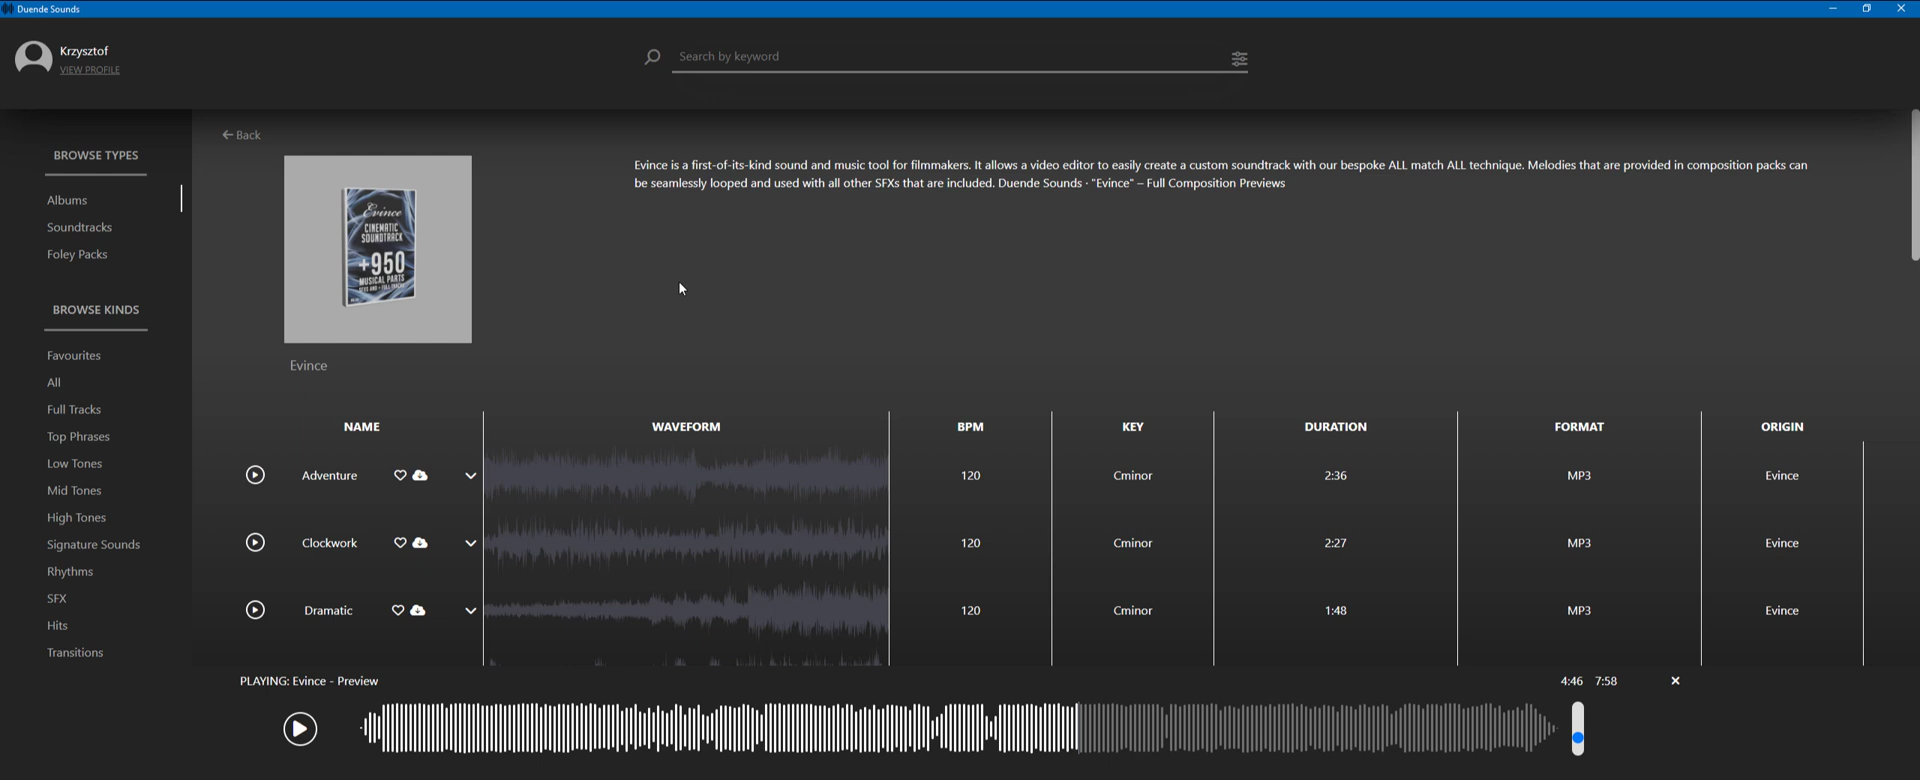 Duende Sounds
Krzysztof
VIEW PROFILE
Search by keyword
BROWSE TYPES
Albums
Soundtracks
Foley Packs
BROWSE KINDS
Favourites
All
Full Tracks
Top Phrases
Low Tones
Mid Tones
High Tones
Signature Sounds
Rhythms
SFX
Hits
Transitions
Back
Evince
CINEMATIC
SOUNDTRACK
+950
MUSICAL PARTS
Evince
Evince is a first-of-its-kind sound and music tool for filmmakers. It allows a video editor to easily create a custom soundtrack with our bespoke ALL match ALL technique. Melodies that are provided in composition packs can
be seamlessly looped and used with all other SFXs that are included. Duende Sounds · "Evince" – Full Composition Previews
NAME WAVEFORM BPM KEY DURATION FORMAT ORIGIN
Adventure 120 Cminor 2:36 MP3 Evince
Clockwork 120 Cminor 2:27 MP3 Evince
Dramatic 120 Cminor 1:48 MP3 Evince
PLAYING: Evince - Preview 4:46 7:58